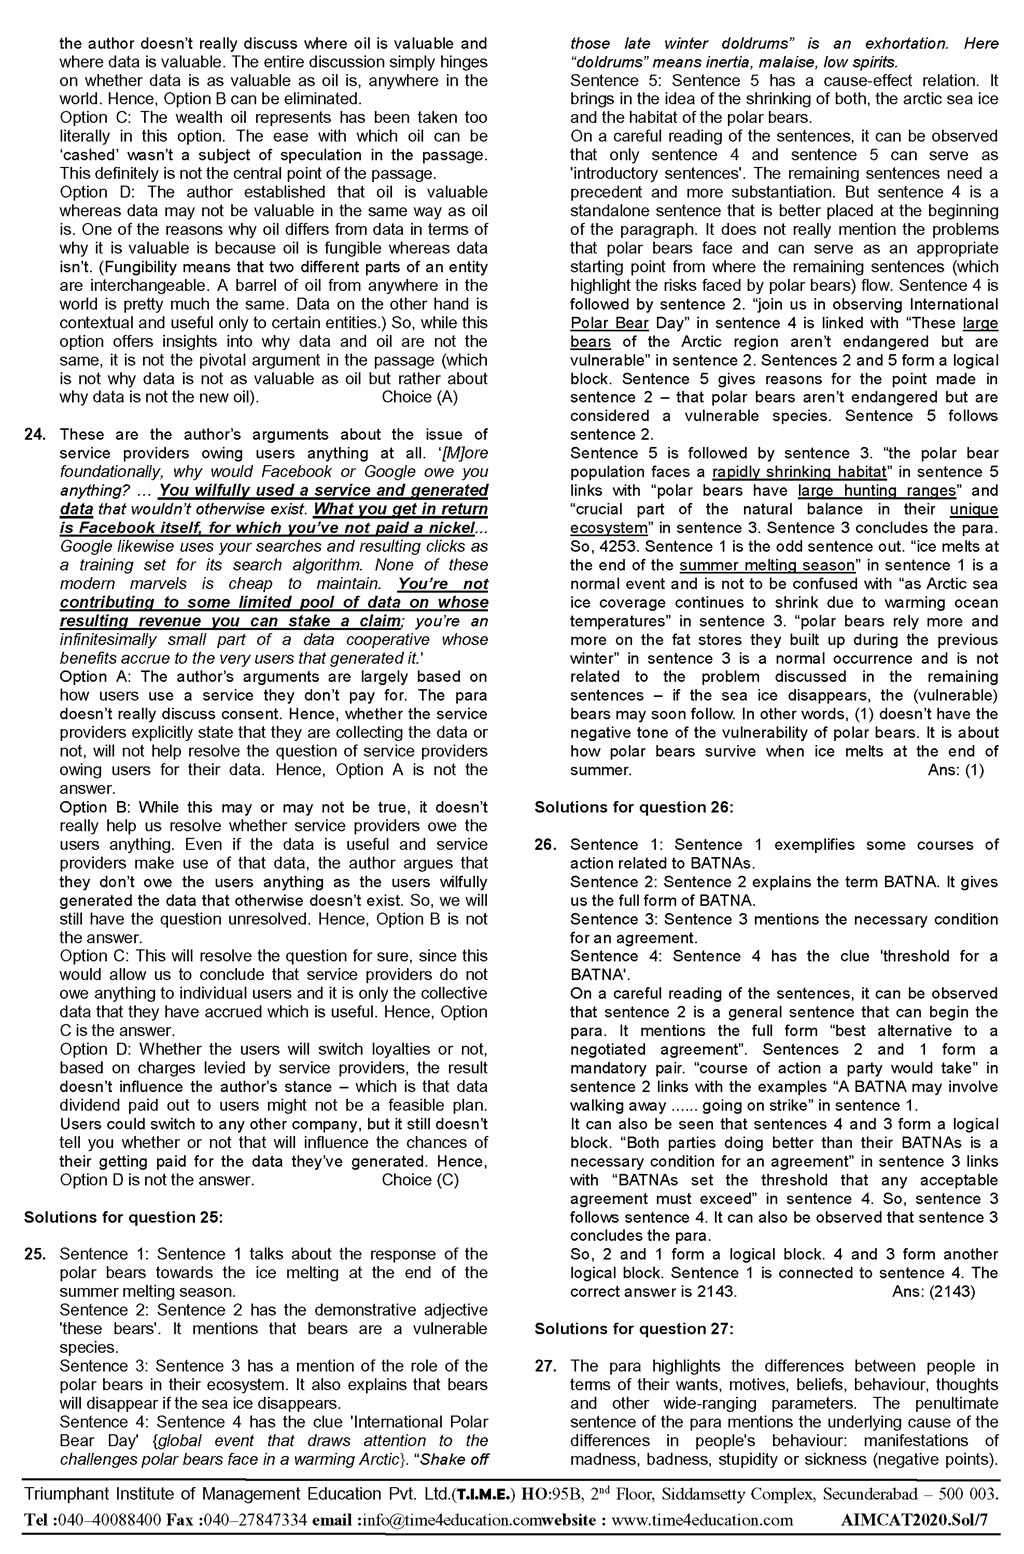 the author doesn't really discuss where oil is valuable and
where data is valuable. The entire discussion simply hinges
on whether data is as valuable as oil is, anywhere in the
world. Hence, Option B can be eliminated.
Option C: The wealth oil represents has been taken too
literally in this option. The ease with which oil can be
'cashed' wasn't a subject of speculation in the passage.
This definitely is not the central point of the passage.
Option D: The author established that oil is valuable
whereas data may not be valuable in the same way as oil
is. One of the reasons why oil differs from data in terms of
why it is valuable is because oil is fungible whereas data
isn't. (Fungibility means that two different parts of an entity
are interchangeable. A barrel of oil from anywhere in the
world is pretty much the same. Data on the other hand is
contextual and useful only to certain entities.) So, while this
option offers insights into why data and oil are not the
same, it is not the pivotal argument in the passage (which
is not why data is not as valuable as oil but rather about
why data is not the new oil). Choice (A)
24. These are the author's arguments about the issue of
service providers owing users anything at all. '[M]ore
foundationally, why would Facebook or Google owe you
anything? … You wilfully used a service and generated
data that wouldn't otherwise exist. What you get in return
is Facebook itself, for which you've not paid a nickel…
Google likewise uses your searches and resulting clicks as
a training set for its search algorithm. None of these
modern marvels is cheap to maintain. You're not
contributing to some limited pool of data on whose
resulting revenue you can stake a claim; you're an
infinitesimally small part of a data cooperative whose
benefits accrue to the very users that generated it.'
Option A: The author's arguments are largely based on
how users use a service they don't pay for. The para
doesn't really discuss consent. Hence, whether the service
providers explicitly state that they are collecting the data or
not, will not help resolve the question of service providers
owing users for their data. Hence, Option A is not the
answer.
Option B: While this may or may not be true, it doesn't
really help us resolve whether service providers owe the
users anything. Even if the data is useful and service
providers make use of that data, the author argues that
they don't owe the users anything as the users wilfully
generated the data that otherwise doesn't exist. So, we will
still have the question unresolved. Hence, Option B is not
the answer.
Option C: This will resolve the question for sure, since this
would allow us to conclude that service providers do not
owe anything to individual users and it is only the collective
data that they have accrued which is useful. Hence, Option
C is the answer.
Option D: Whether the users will switch loyalties or not,
based on charges levied by service providers, the result
doesn't influence the author's stance – which is that data
dividend paid out to users might not be a feasible plan.
Users could switch to any other company, but it still doesn't
tell you whether or not that will influence the chances of
their getting paid for the data they've generated. Hence,
Option D is not the answer. Choice (C)
Solutions for question 25:
25. Sentence 1: Sentence 1 talks about the response of the
polar bears towards the ice melting at the end of the
summer melting season.
Sentence 2: Sentence 2 has the demonstrative adjective
'these bears'. It mentions that bears are a vulnerable
species.
Sentence 3: Sentence 3 has a mention of the role of the
polar bears in their ecosystem. It also explains that bears
will disappear if the sea ice disappears.
Sentence 4: Sentence 4 has the clue 'International Polar
Bear Day' {global event that draws attention to the
challenges polar bears face in a warming Arctic}. "Shake off
those late winter doldrums" is an exhortation. Here
"doldrums" means inertia, malaise, low spirits.
Sentence 5: Sentence 5 has a cause-effect relation. It
brings in the idea of the shrinking of both, the arctic sea ice
and the habitat of the polar bears.
On a careful reading of the sentences, it can be observed
that only sentence 4 and sentence 5 can serve as
'introductory sentences'. The remaining sentences need a
precedent and more substantiation. But sentence 4 is a
standalone sentence that is better placed at the beginning
of the paragraph. It does not really mention the problems
that polar bears face and can serve as an appropriate
starting point from where the remaining sentences (which
highlight the risks faced by polar bears) flow. Sentence 4 is
followed by sentence 2. "join us in observing International
Polar Bear Day" in sentence 4 is linked with "These large
bears of the Arctic region aren't endangered but are
vulnerable" in sentence 2. Sentences 2 and 5 form a logical
block. Sentence 5 gives reasons for the point made in
sentence 2 – that polar bears aren't endangered but are
considered a vulnerable species. Sentence 5 follows
sentence 2.
Sentence 5 is followed by sentence 3. "the polar bear
population faces a rapidly shrinking habitat" in sentence 5
links with "polar bears have large hunting ranges" and
"crucial part of the natural balance in their unique
ecosystem" in sentence 3. Sentence 3 concludes the para.
So, 4253. Sentence 1 is the odd sentence out. "ice melts at
the end of the summer melting season" in sentence 1 is a
normal event and is not to be confused with "as Arctic sea
ice coverage continues to shrink due to warming ocean
temperatures" in sentence 3. "polar bears rely more and
more on the fat stores they built up during the previous
winter" in sentence 3 is a normal occurrence and is not
related to the problem discussed in the remaining
sentences – if the sea ice disappears, the (vulnerable)
bears may soon follow. In other words, (1) doesn't have the
negative tone of the vulnerability of polar bears. It is about
how polar bears survive when ice melts at the end of
summer. Ans: (1)
Solutions for question 26:
26. Sentence 1: Sentence 1 exemplifies some courses of
action related to BATNAs.
Sentence 2: Sentence 2 explains the term BATNA. It gives
us the full form of BATNA.
Sentence 3: Sentence 3 mentions the necessary condition
for an agreement.
Sentence 4: Sentence 4 has the clue 'threshold for a
BATNA'.
On a careful reading of the sentences, it can be observed
that sentence 2 is a general sentence that can begin the
para. It mentions the full form "best alternative to a
negotiated agreement". Sentences 2 and 1 form a
mandatory pair. "course of action a party would take" in
sentence 2 links with the examples "A BATNA may involve
walking away ...... going on strike" in sentence 1.
It can also be seen that sentences 4 and 3 form a logical
block. "Both parties doing better than their BATNAs is a
necessary condition for an agreement" in sentence 3 links
with "BATNAs set the threshold that any acceptable
agreement must exceed" in sentence 4. So, sentence 3
follows sentence 4. It can also be observed that sentence 3
concludes the para.
So, 2 and 1 form a logical block. 4 and 3 form another
logical block. Sentence 1 is connected to sentence 4. The
correct answer is 2143. Ans: (2143)
Solutions for question 27:
27. The para highlights the differences between people in
terms of their wants, motives, beliefs, behaviour, thoughts
and other wide-ranging parameters. The penultimate
sentence of the para mentions the underlying cause of the
differences in people's behaviour: manifestations of
madness, badness, stupidity or sickness (negative points).
Triumphant Institute of Management Education Pvt. Ltd.(T.I.M.E.) HO:95B, 2nd Floor, Siddamsetty Complex, Secunderabad – 500 003.
Tel :040–40088400 Fax :040–27847334 email :info@time4education.comwebsite : www.time4education.com AIMCAT2020.Sol/7